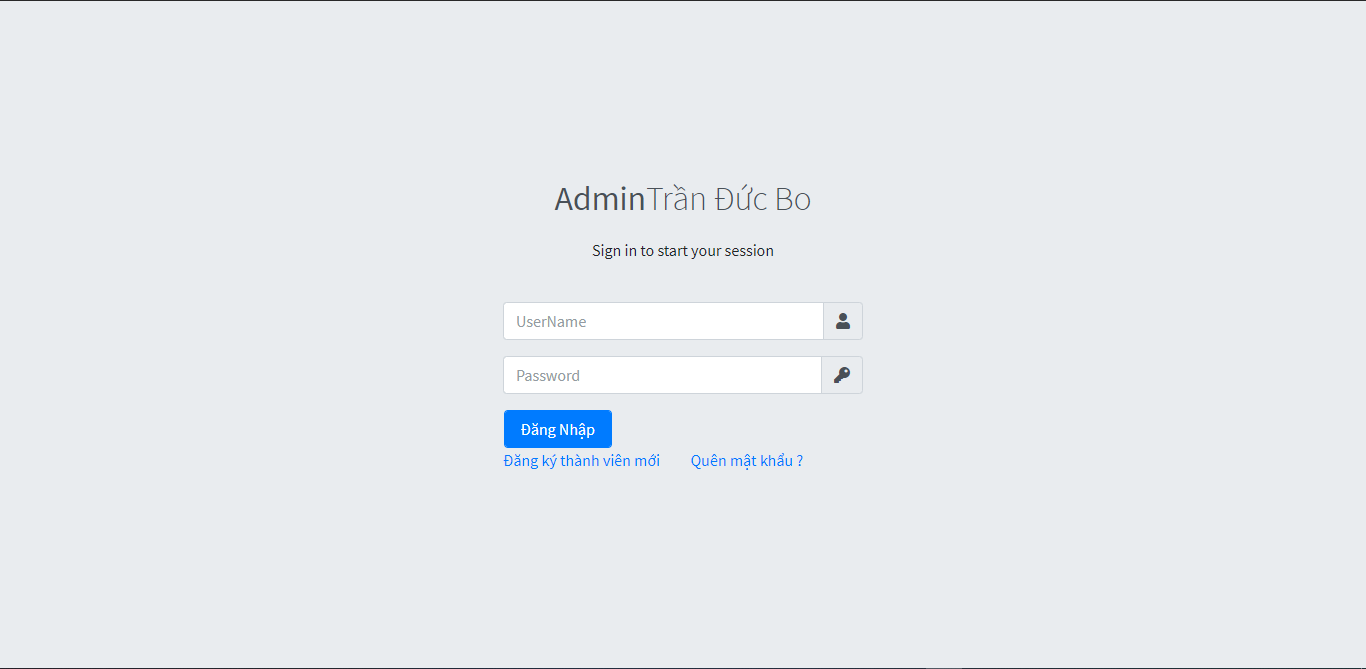 AdminTrần Đức Bo
Sign in to start your session
UserName
Password
Đăng Nhập
Đăng ký thành viên mới Quên mật khẩu ?